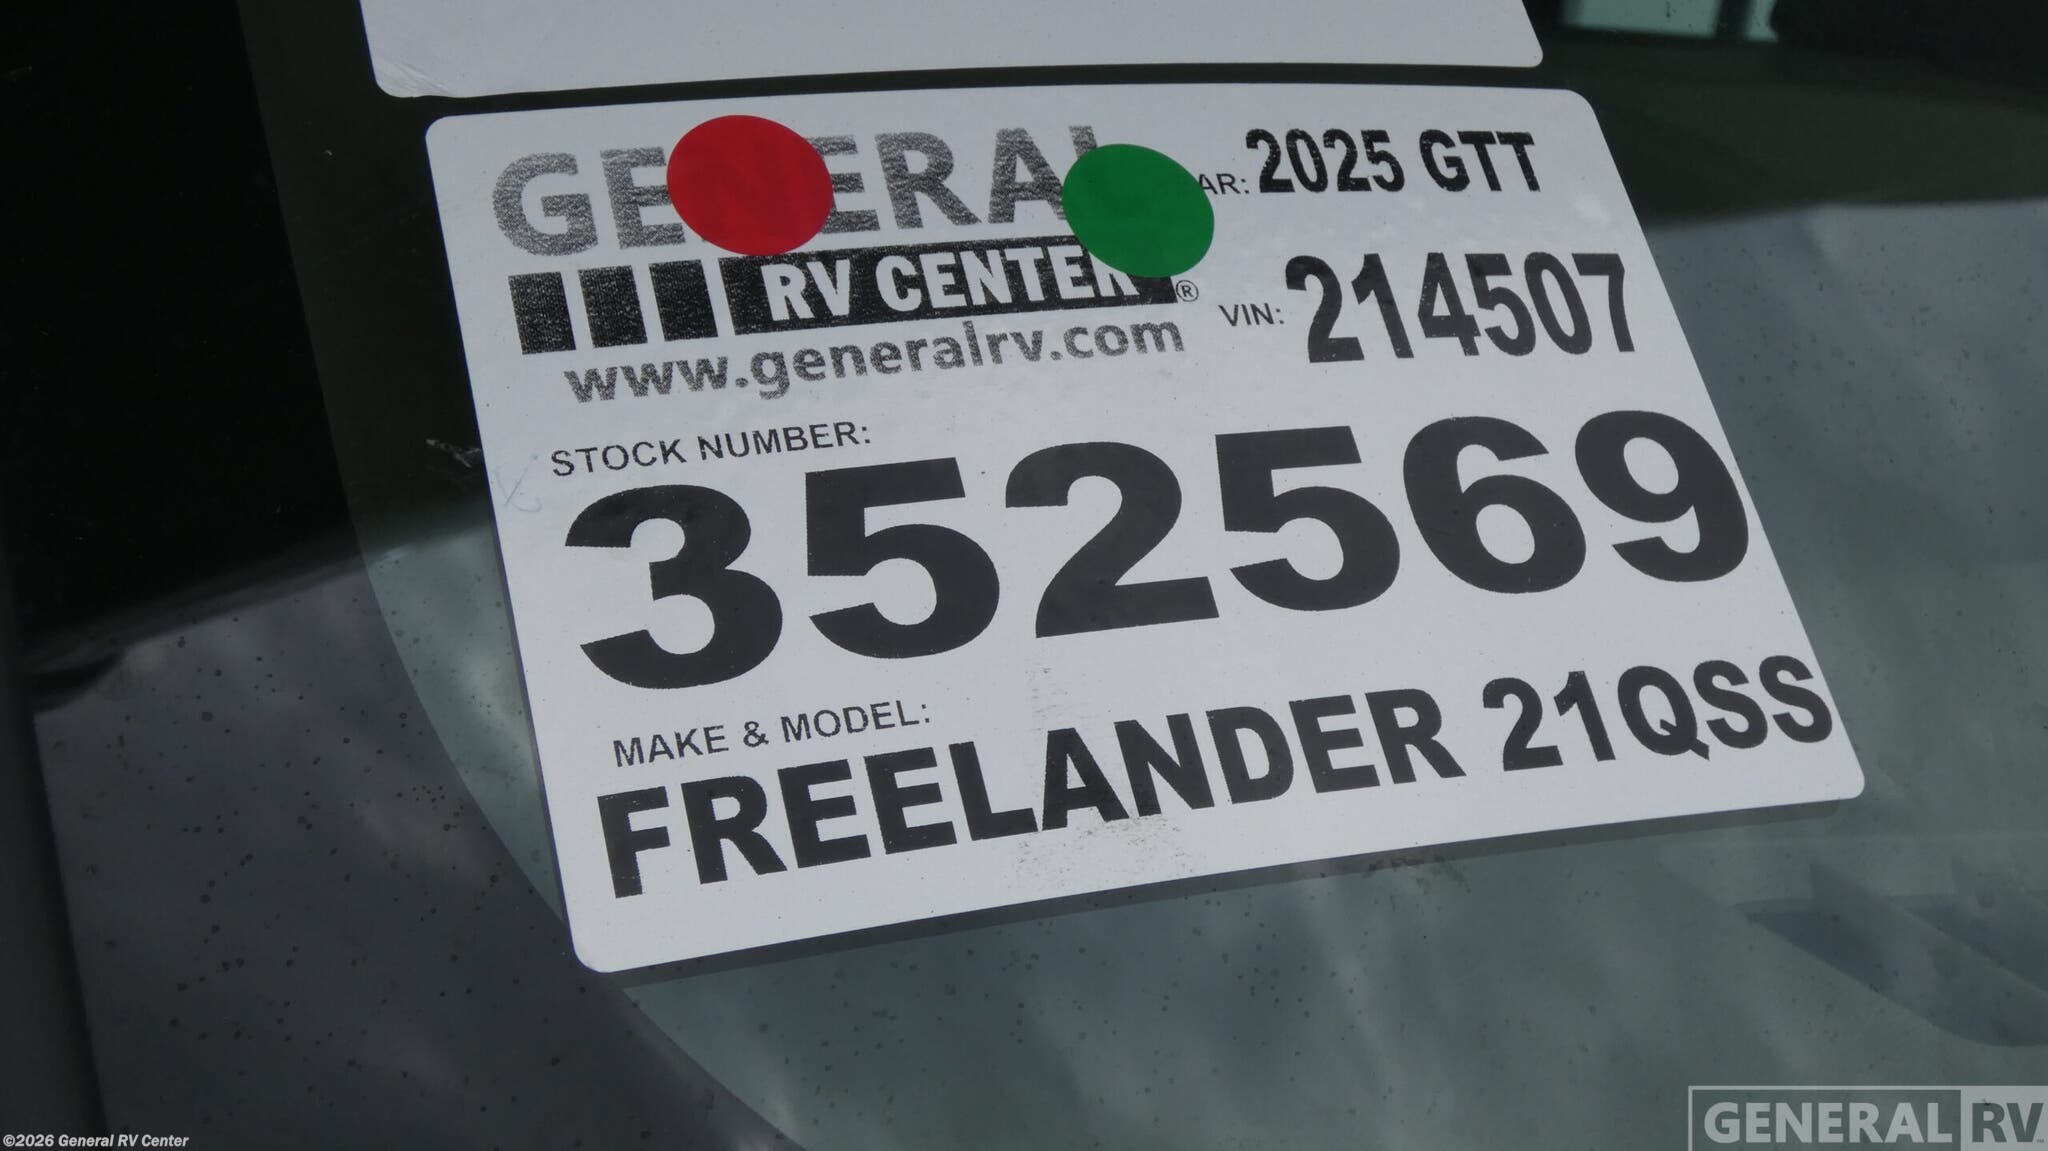 GENERAL
RV CENTER®
www.generalrv.com
AR: 2025 GTT
VIN: 214507
STOCK NUMBER:
352569
MAKE & MODEL:
FREELANDER 21QSS
©2026 General RV Center
GENERAL RV